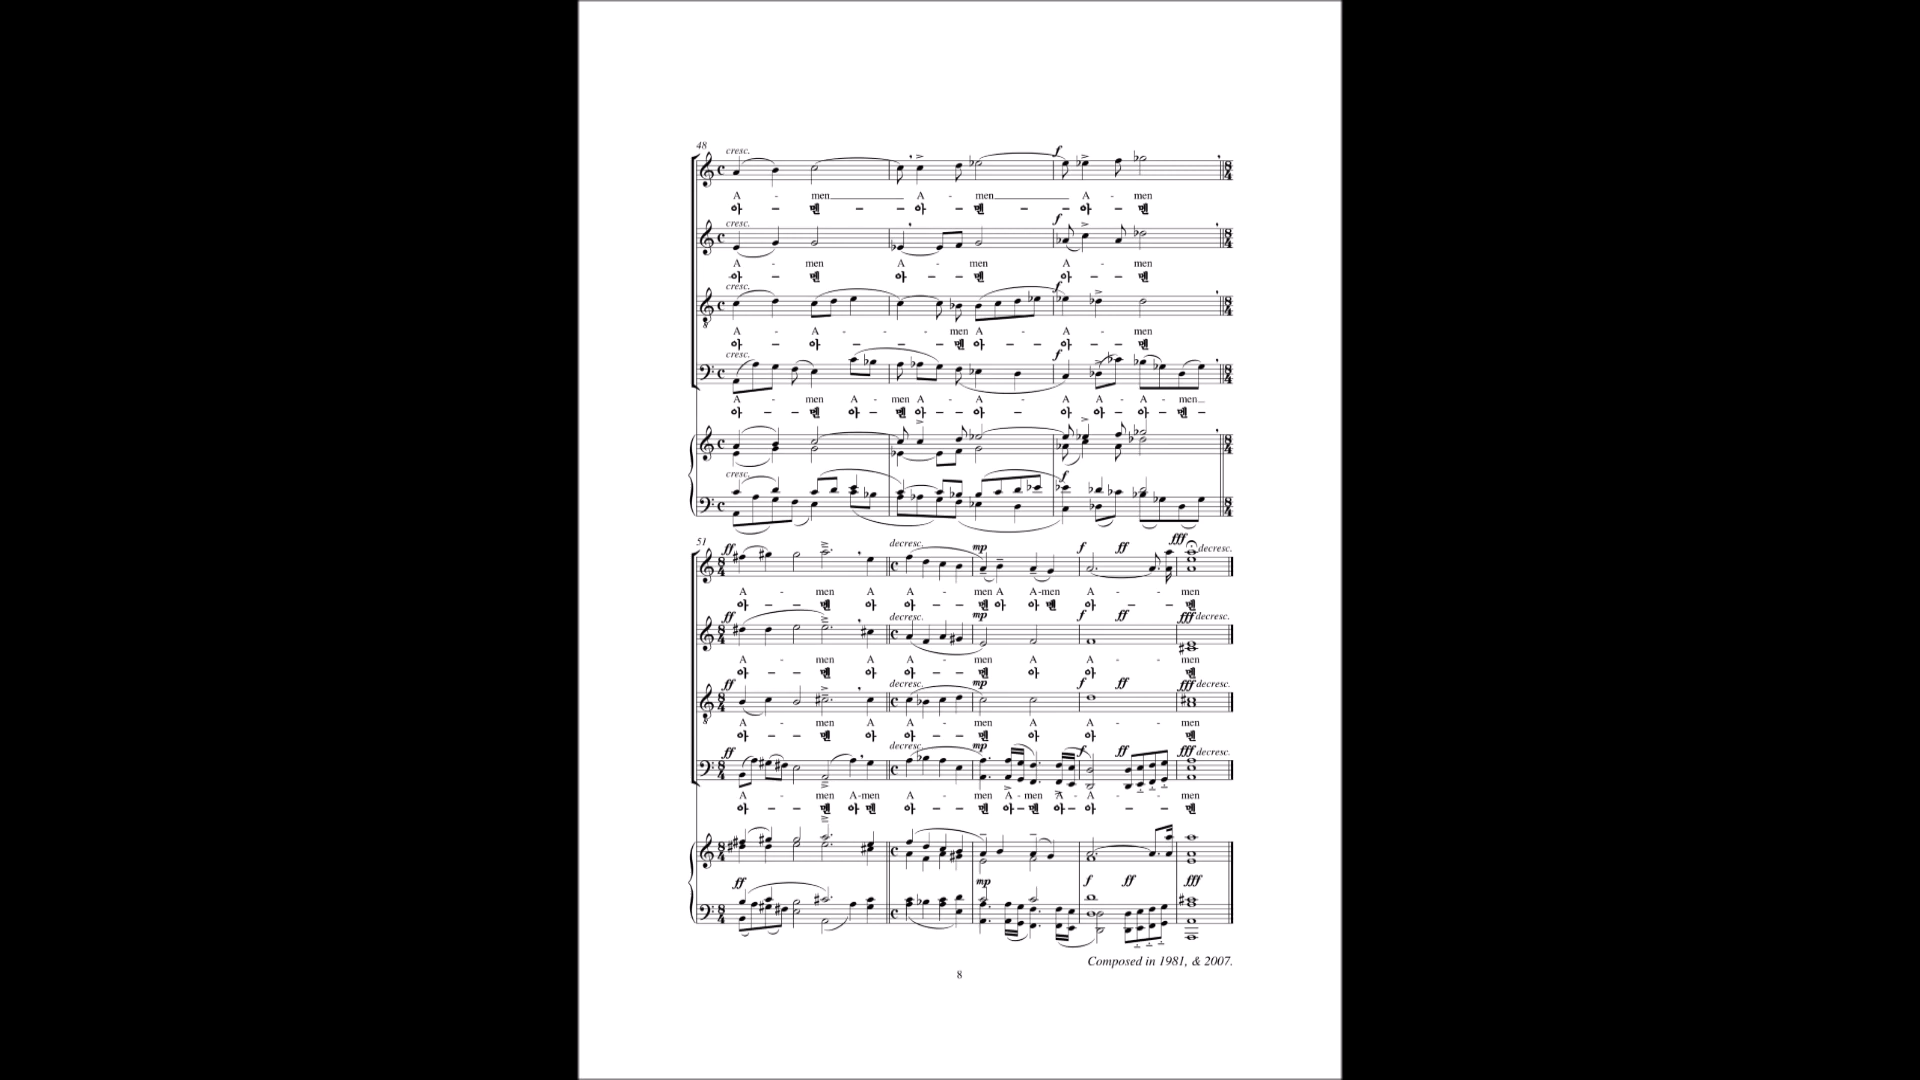 48
cresc.
f
A - men A - men A - men
아 - 멘 - 아 - 멘 - 아 - 멘
cresc.
f
A - men A - men A - men
아 - 멘 아 - 멘 아 - 멘
cresc.
f
A - A - - - men A - A - men
아 - 아 - - - 멘 아 - - 아 - 멘
cresc.
f
A - men A - men A - A - A A - A - men
아 - - 멘 아 - 멘 아 - - 아 - 아 아 - 아 - 멘 -
cresc.
f
51
ff decresc. mp f ff fff decresc.
A - men A A - men A A-men A - - men
아 - - 멘 아 아 - - 멘 아 아 멘 아 - - 멘
ff decresc. mp f ff fff decresc.
A - men A A - men A A - - men
아 - - 멘 아 아 - - 멘 아 아 - - 멘
ff decresc. mp f ff fff decresc.
A - men A A - men A A - - men
아 - - 멘 아 아 - - 멘 아 아 - - 멘
ff decresc. mp f ff fff decresc.
A - men A-men A - men A - men A - A - - men
아 - - 멘 아 멘 아 - - 멘 아 - 멘 아 - 아 - - 멘
ff mp f ff fff
Composed in 1981, & 2007.
8